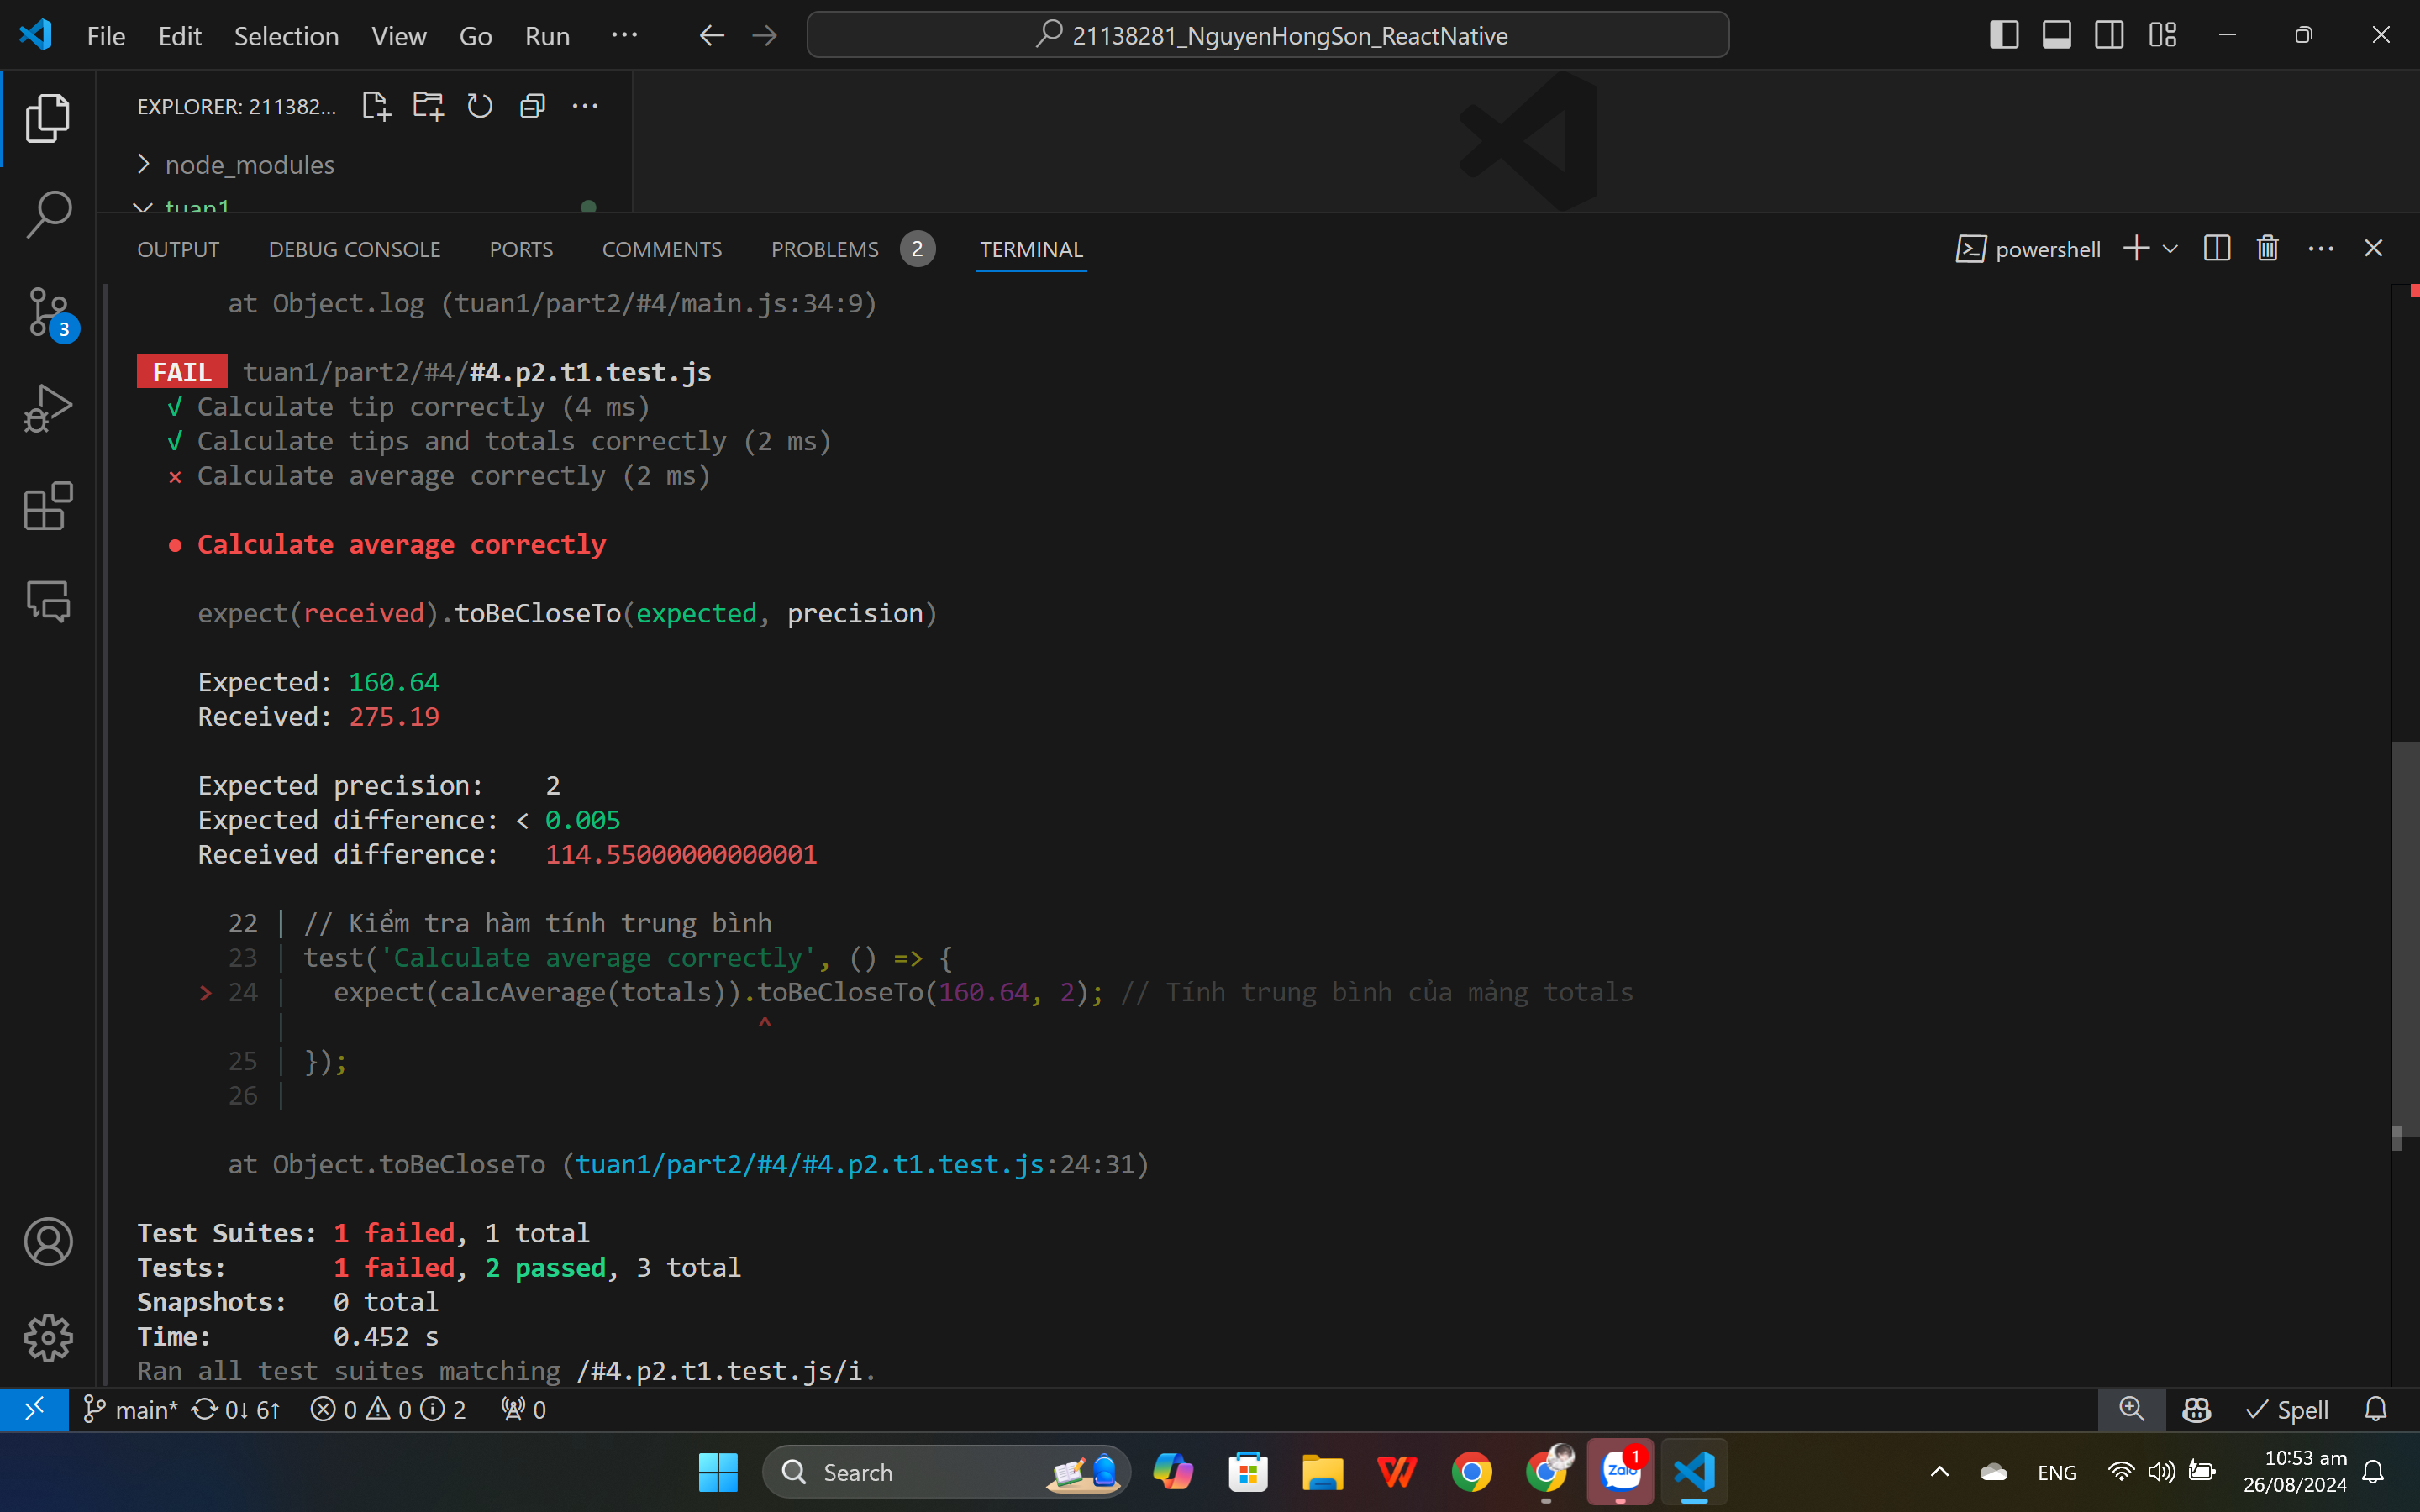 File Edit Selection View Go Run ··· 21138281_NguyenHongSon_ReactNative
EXPLORER: 211382...
node_modules
tuan1
OUTPUT DEBUG CONSOLE PORTS COMMENTS PROBLEMS 2 TERMINAL powershell
3
at Object.log (tuan1/part2/#4/main.js:34:9)
FAIL tuan1/part2/#4/#4.p2.t1.test.js
√ Calculate tip correctly (4 ms)
√ Calculate tips and totals correctly (2 ms)
× Calculate average correctly (2 ms)
● Calculate average correctly
expect(received).toBeCloseTo(expected, precision)
Expected: 160.64
Received: 275.19
Expected precision: 2
Expected difference: < 0.005
Received difference: 114.55000000000001
22 | // Kiểm tra hàm tính trung bình
23 | test('Calculate average correctly', () => {
> 24 | expect(calcAverage(totals)).toBeCloseTo(160.64, 2); // Tính trung bình của mảng totals
| ^
25 | });
26 |
at Object.toBeCloseTo (tuan1/part2/#4/#4.p2.t1.test.js:24:31)
Test Suites: 1 failed, 1 total
Tests: 1 failed, 2 passed, 3 total
Snapshots: 0 total
Time: 0.452 s
Ran all test suites matching /#4.p2.t1.test.js/i.
main* 0↓ 6↑ 0 0 2 0 Spell
Search Zalo 1 ENG 10:53 am
26/08/2024